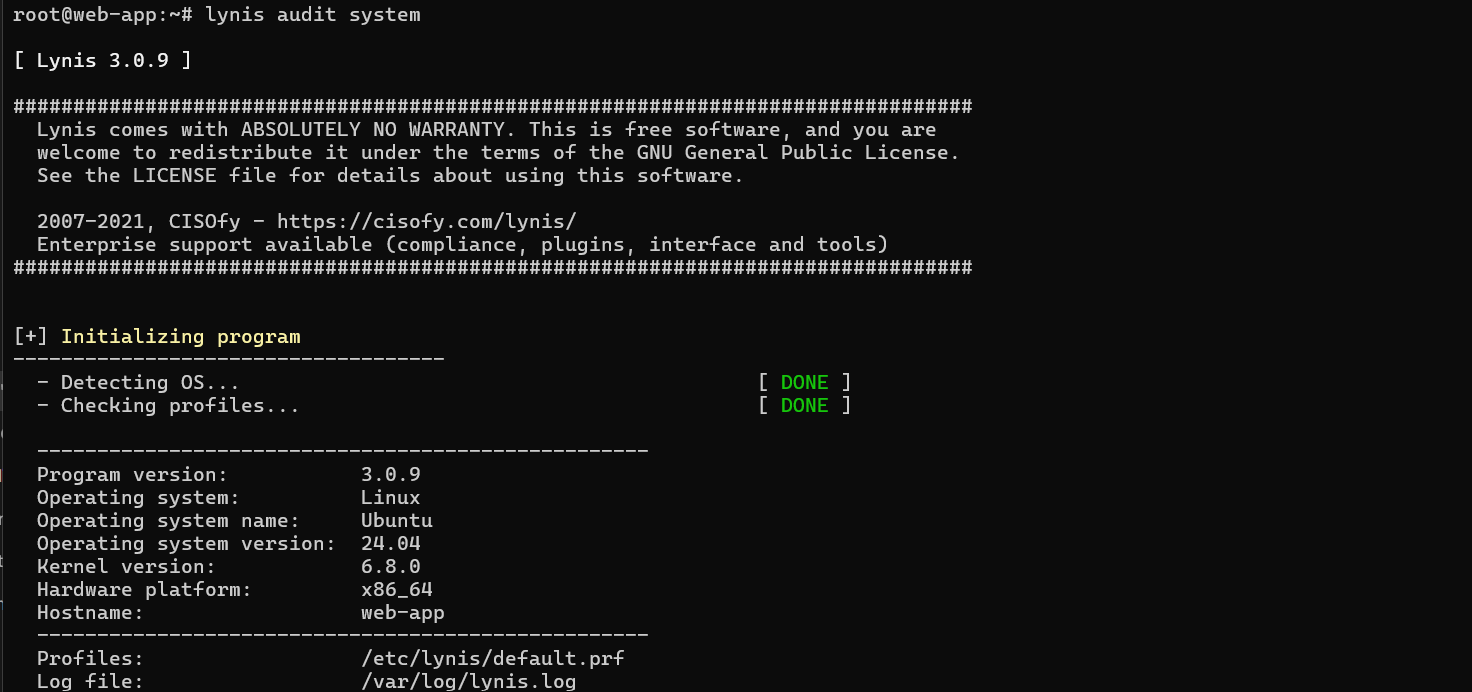 root@web-app:~# lynis audit system
[ Lynis 3.0.9 ]
################################################################################
Lynis comes with ABSOLUTELY NO WARRANTY. This is free software, and you are
welcome to redistribute it under the terms of the GNU General Public License.
See the LICENSE file for details about using this software.
2007-2021, CISOfy - https://cisofy.com/lynis/
Enterprise support available (compliance, plugins, interface and tools)
################################################################################
[+] Initializing program
------------------------------------
- Detecting OS... [ DONE ]
- Checking profiles... [ DONE ]
---------------------------------------------------
Program version: 3.0.9
Operating system: Linux
Operating system name: Ubuntu
Operating system version: 24.04
Kernel version: 6.8.0
Hardware platform: x86_64
Hostname: web-app
---------------------------------------------------
Profiles: /etc/lynis/default.prf
Log file: /var/log/lynis.log